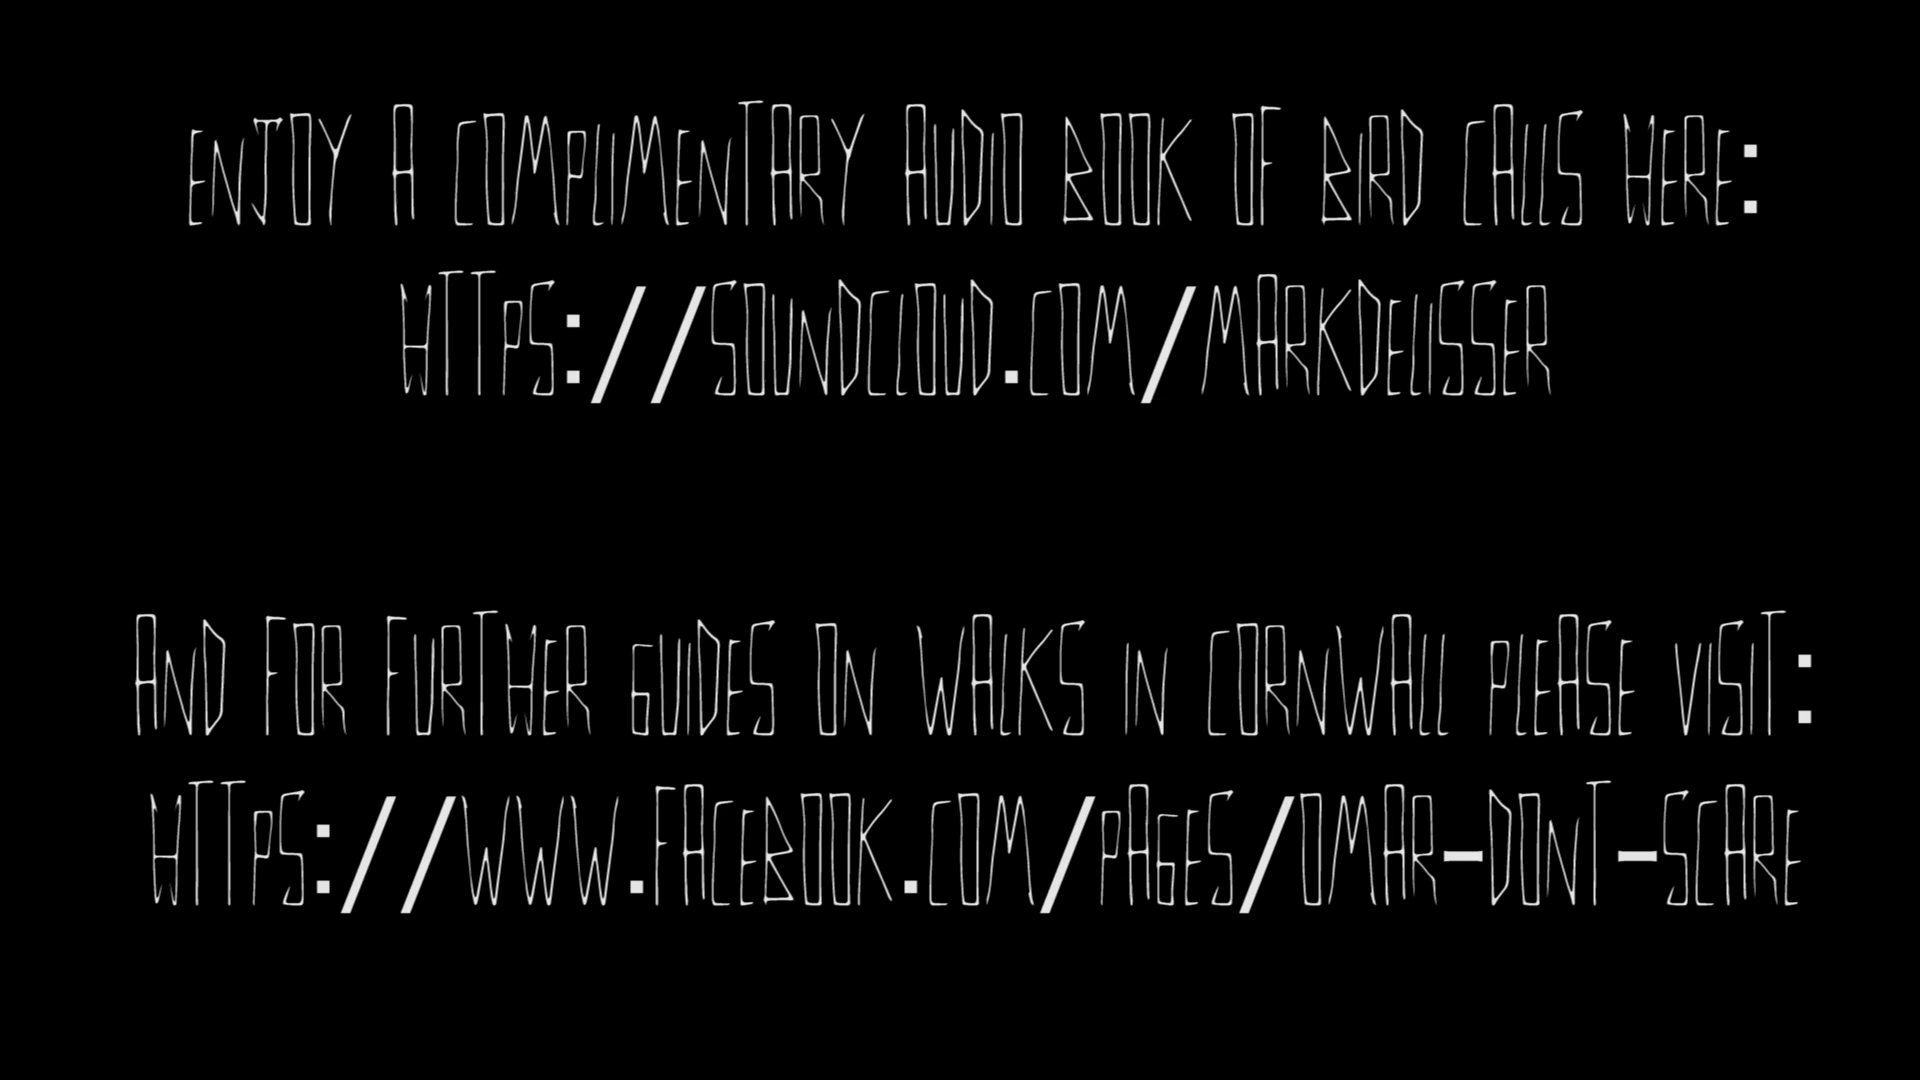 ENJOY A COMPLIMENTARY AUDIO BOOK OF BIRD CALLS HERE:
HTTPS://SOUNDCLOUD.COM/MARKDELISSER
AND FOR FURTHER GUIDES ON WALKS IN CORNWALL PLEASE VISIT:
HTTPS://WWW.FACEBOOK.COM/PAGES/OMAR-DONT-SCARE